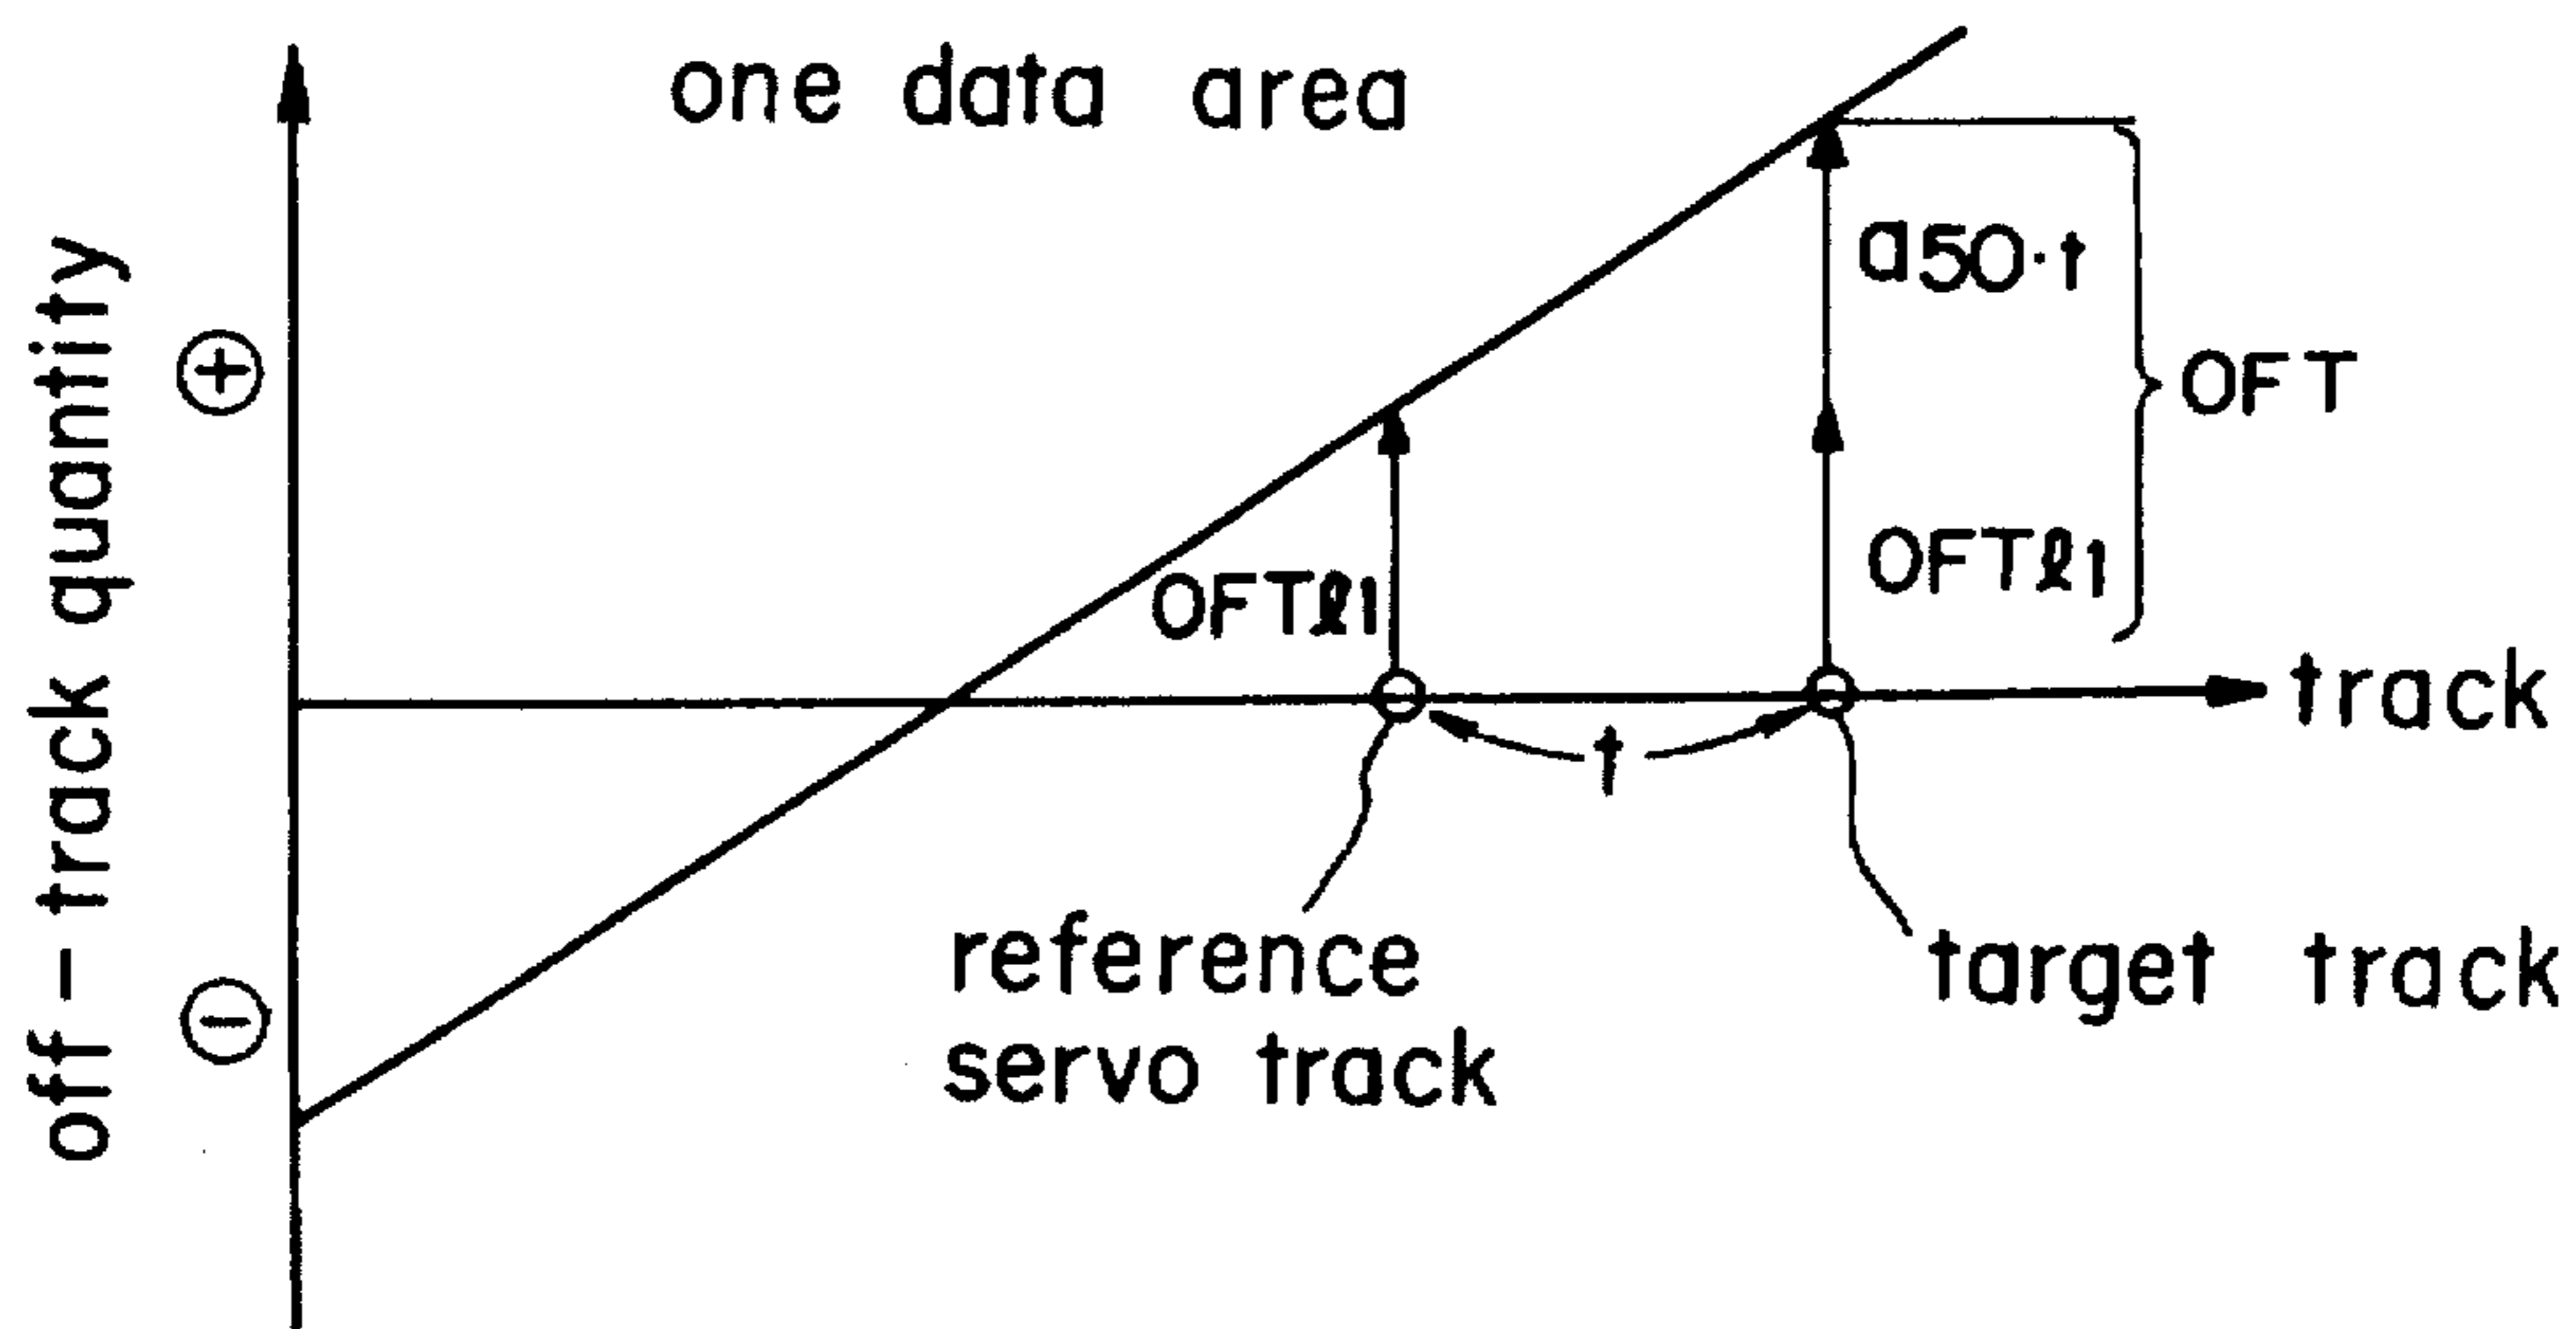 one data area
off-track quantity
+
−
a50·t
OFT
OFTℓ1
OFTℓ1
track
t
reference
servo track
target track